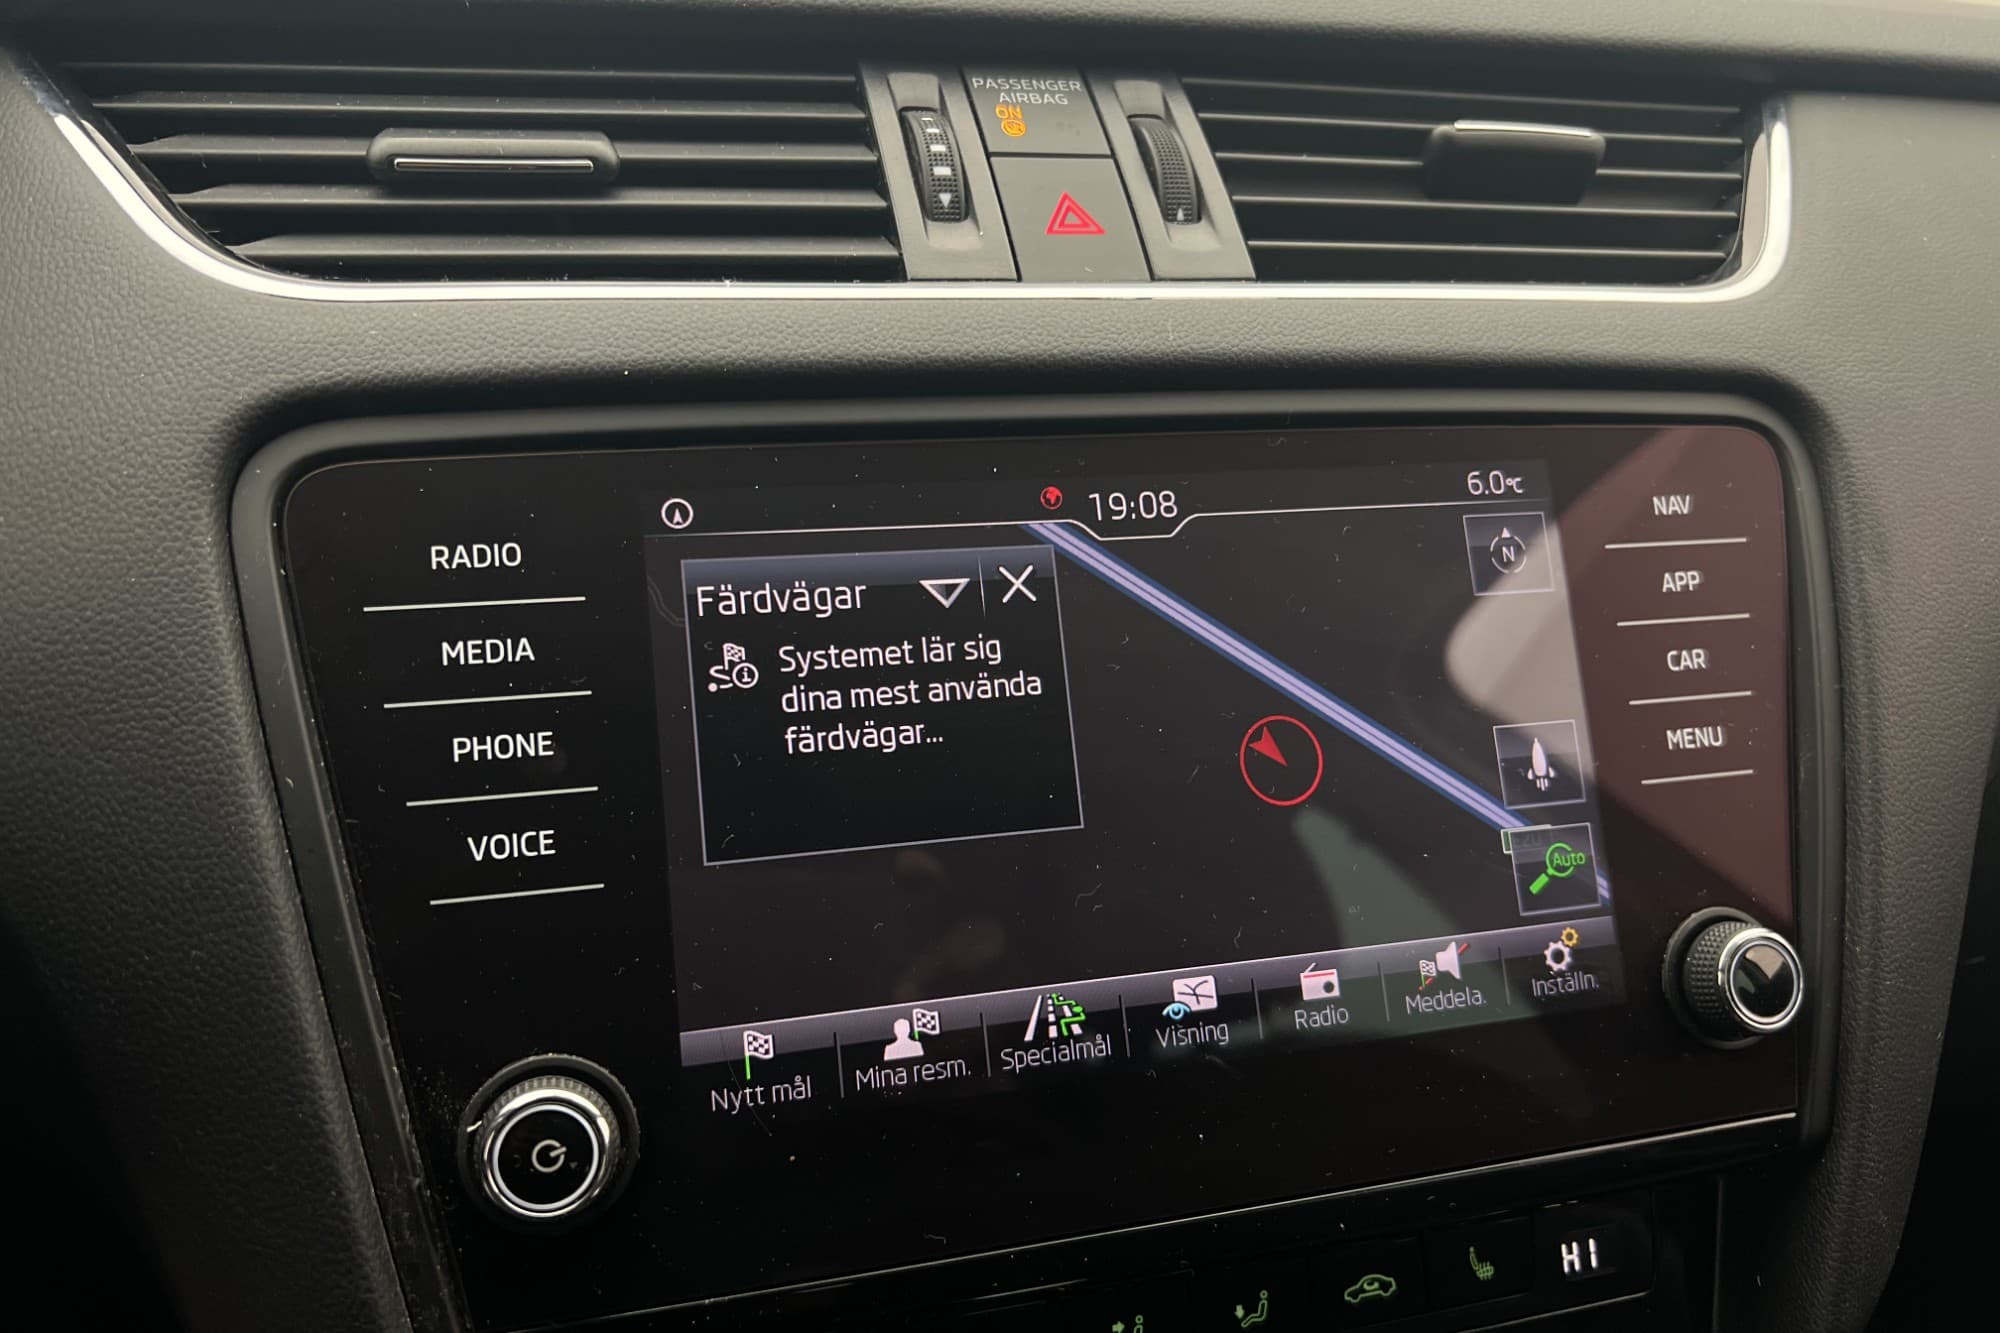 PASSENGER
AIRBAG
ON
19:08
6.0°C
N
RADIO
MEDIA
PHONE
VOICE
NAV
APP
CAR
MENU
Färdvägar
Systemet lär sig
dina mest använda
färdvägar...
Auto
Nytt mål
Mina resm.
Specialmål
Visning
Radio
Meddela.
Inställn.
HI